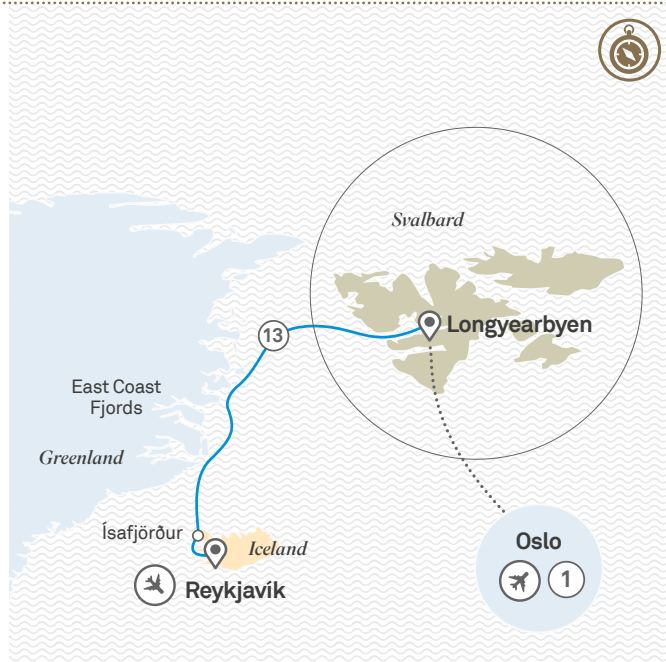 Svalbard
Longyearbyen
13
East Coast
Fjords
Greenland
Ísafjörður
Iceland
Reykjavík
Oslo
1